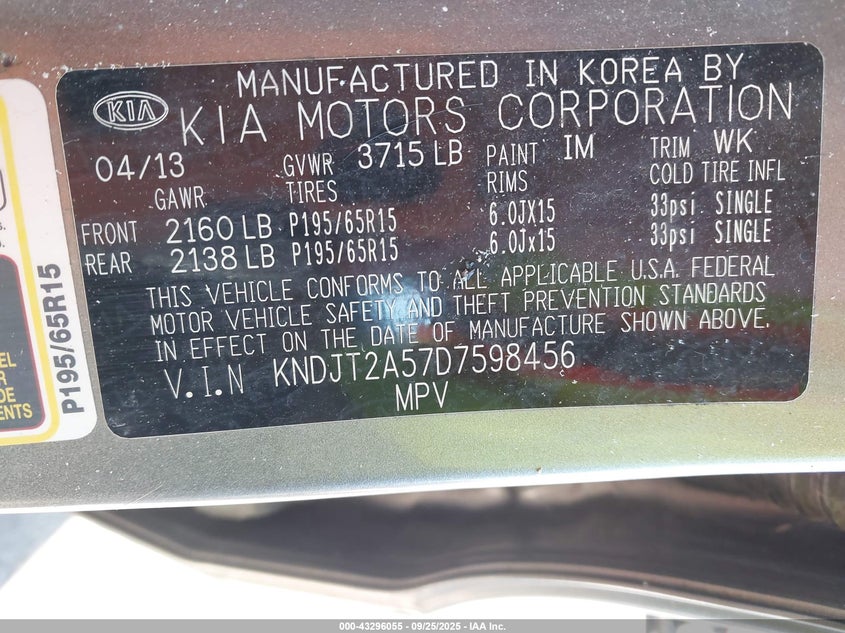 MANUFACTURED IN KOREA BY
KIA KIA MOTORS CORPORATION
04/13 GVWR 3715 LB PAINT IM TRIM WK
GAWR TIRES RIMS COLD TIRE INFL
FRONT 2160 LB P195/65R15 6.0JX15 33psi SINGLE
REAR 2138 LB P195/65R15 6.0Jx15 33psi SINGLE
THIS VEHICLE CONFORMS TO ALL APPLICABLE U.S.A. FEDERAL
MOTOR VEHICLE SAFETY AND THEFT PREVENTION STANDARDS
IN EFFECT ON THE DATE OF MANUFACTURE SHOWN ABOVE.
V.I.N KNDJT2A57D7598456
MPV
P195/65R15
000-43296055 - 09/25/2025 - IAA Inc.